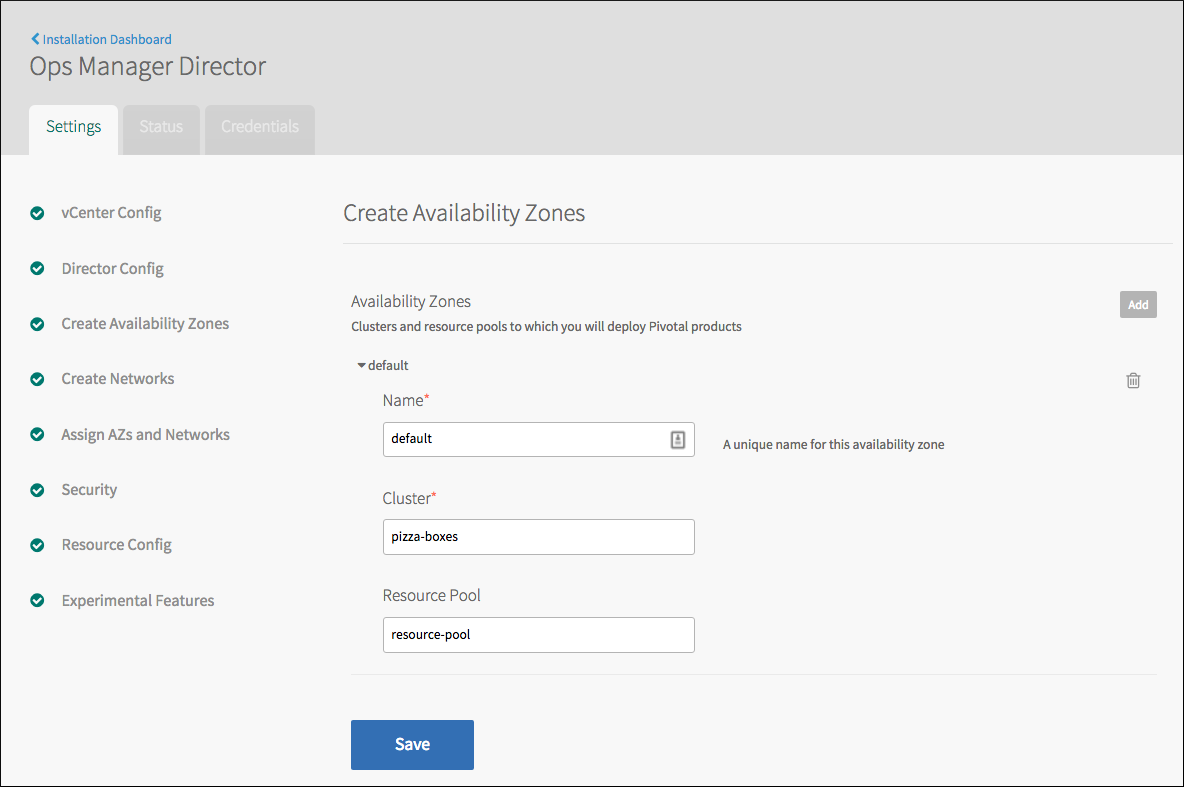 Installation Dashboard
Ops Manager Director
Settings
Status
Credentials
vCenter Config
Director Config
Create Availability Zones
Create Networks
Assign AZs and Networks
Security
Resource Config
Experimental Features
Create Availability Zones
Availability Zones
Add
Clusters and resource pools to which you will deploy Pivotal products
default
Name*
default
A unique name for this availability zone
Cluster*
pizza-boxes
Resource Pool
resource-pool
Save